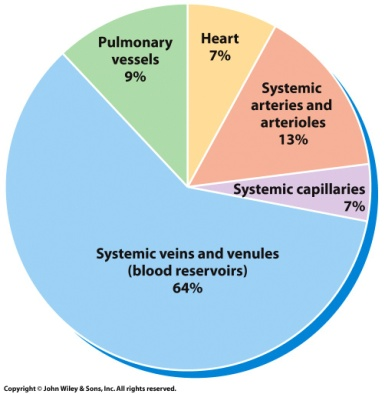 Pulmonary
vessels
9%
Heart
7%
Systemic
arteries and
arterioles
13%
Systemic capillaries
7%
Systemic veins and venules
(blood reservoirs)
64%
Copyright © John Wiley & Sons, Inc. All rights reserved.